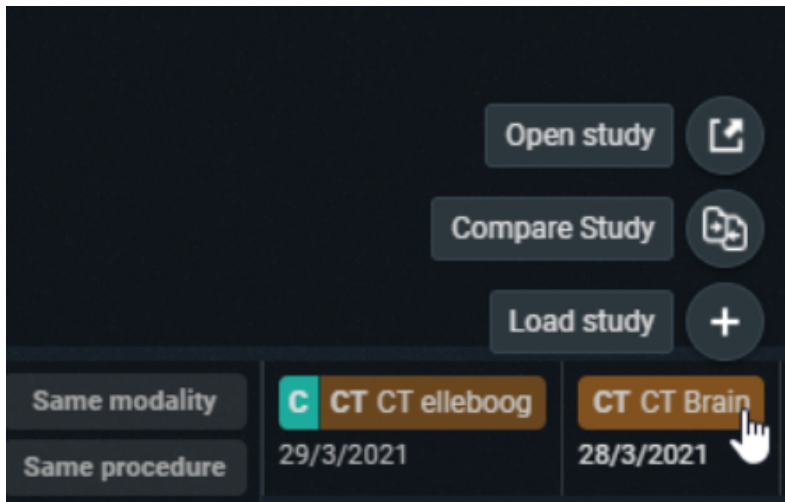 Open study
Compare Study
Load study
Same modality
Same procedure
C CT CT elleboog
29/3/2021
CT CT Brain
28/3/2021